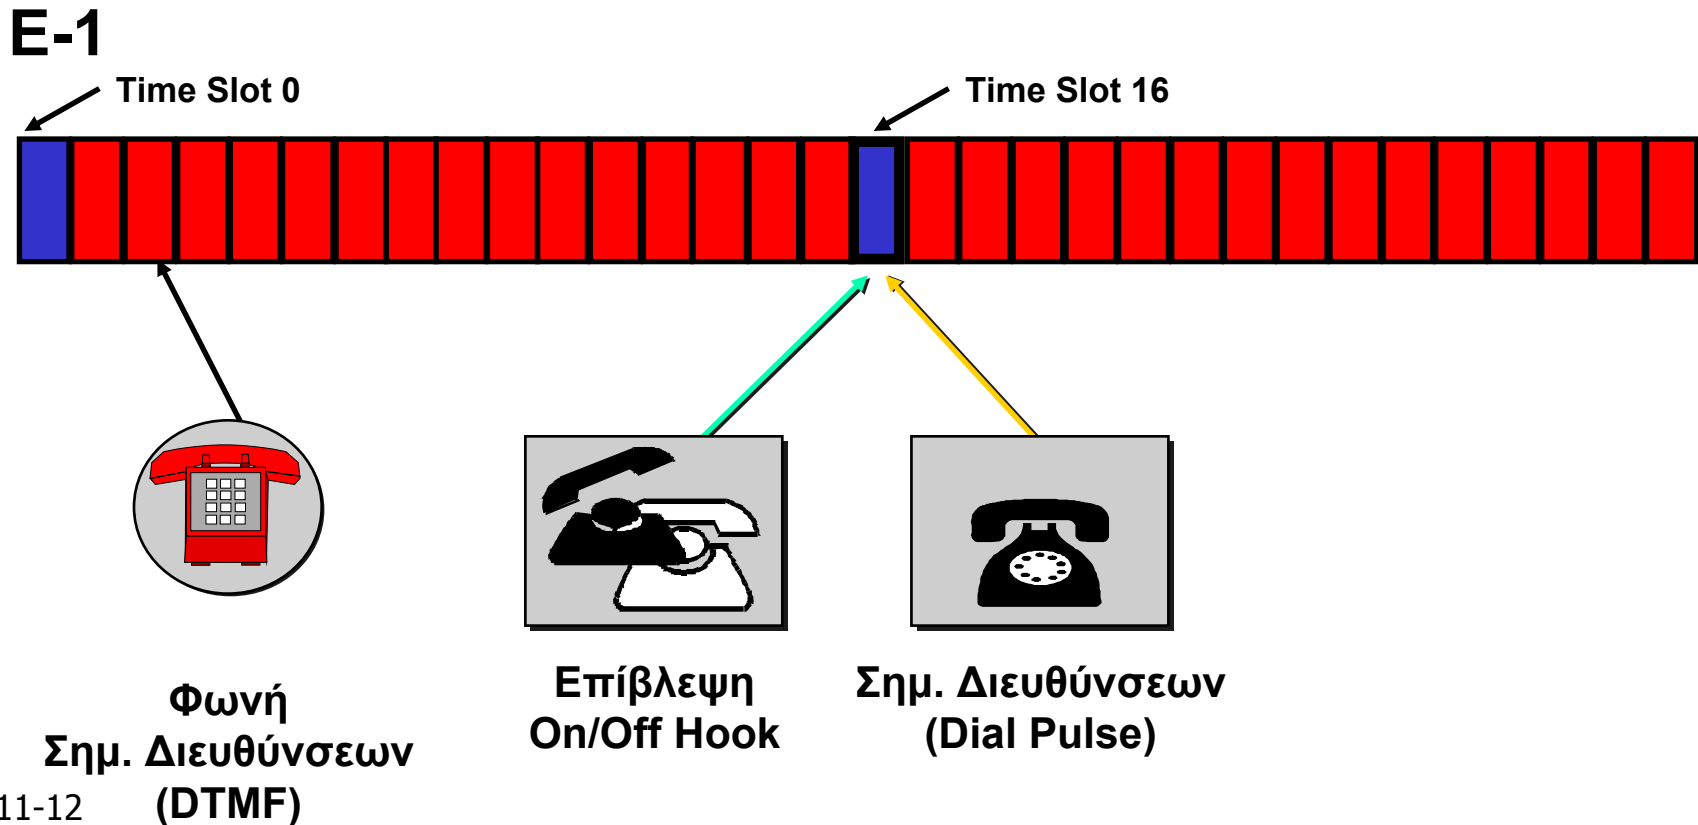 E-1
Time Slot 0
Time Slot 16
Φωνή
Σημ. Διευθύνσεων
(DTMF)
Επίβλεψη
On/Off Hook
Σημ. Διευθύνσεων
(Dial Pulse)
11-12